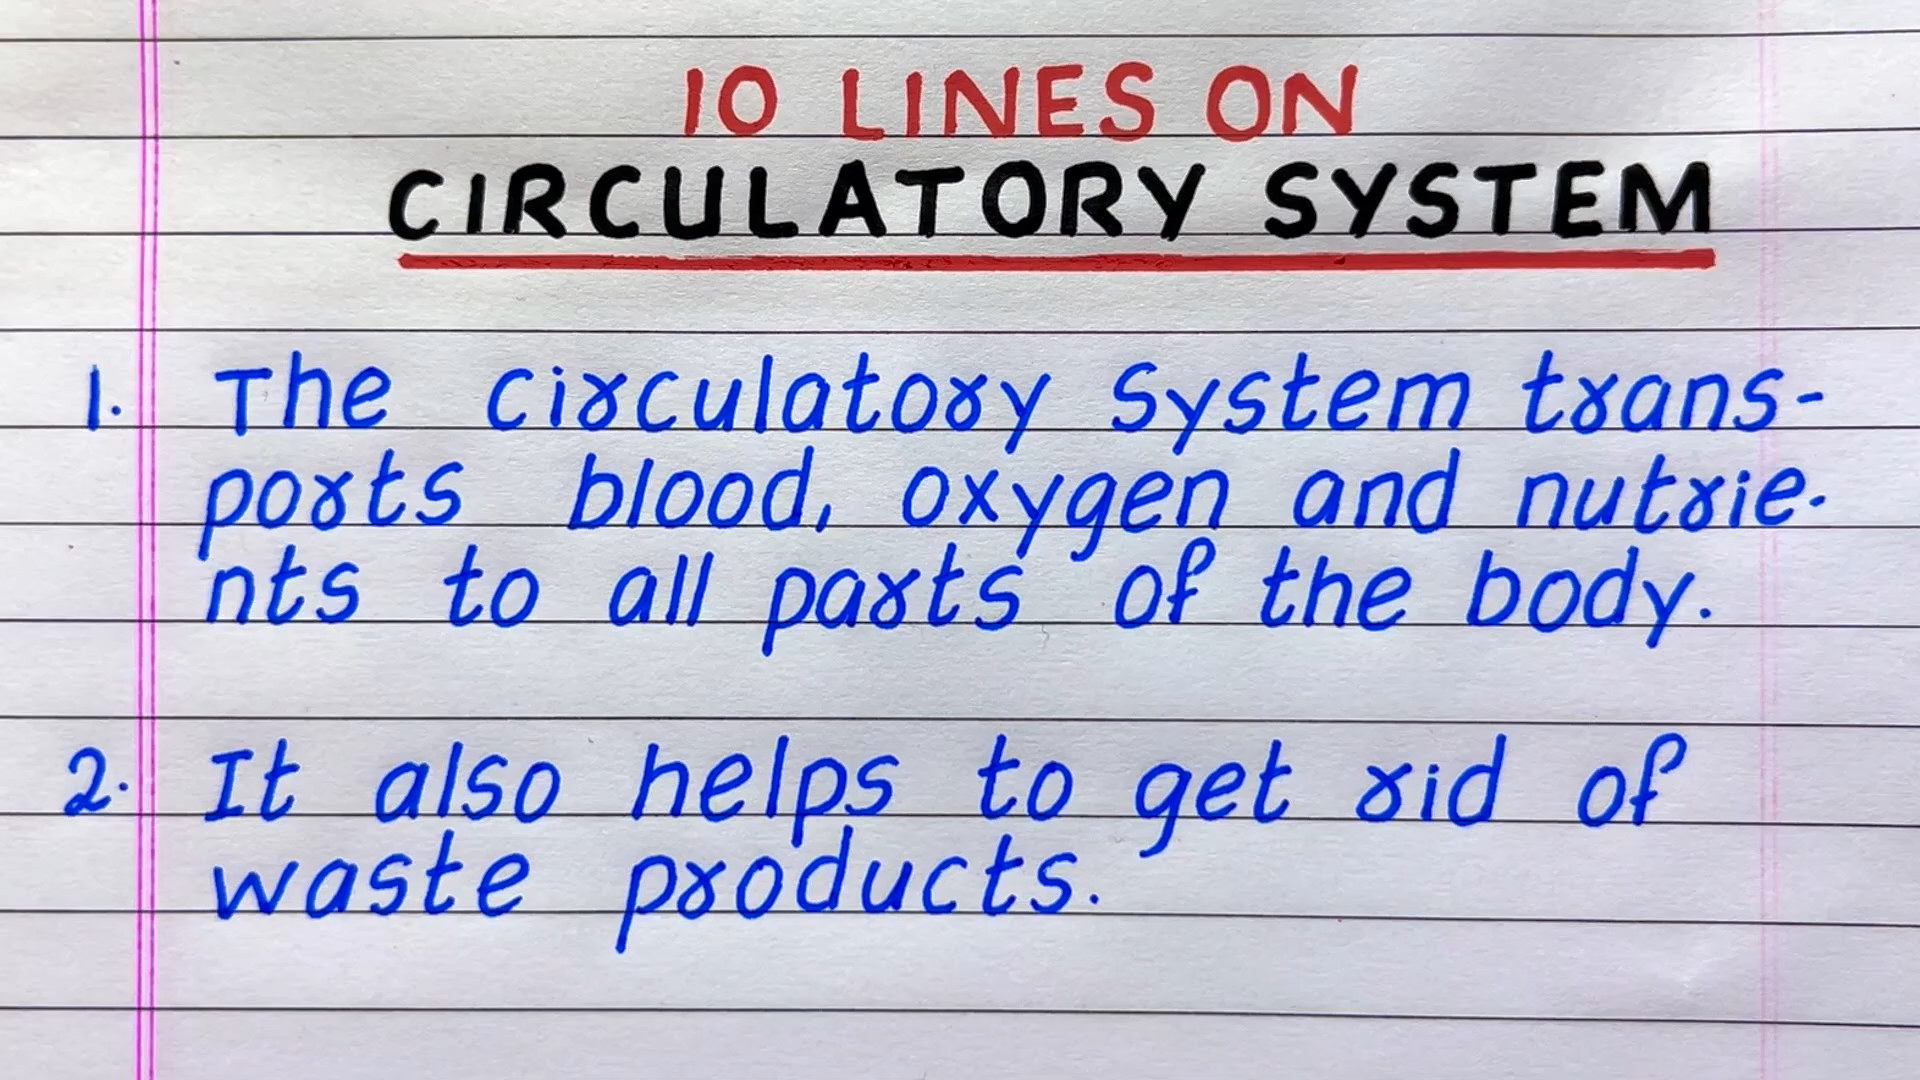 10 LINES ON
CIRCULATORY SYSTEM
1. The circulatory system trans-
ports blood, oxygen and nutrie-
nts to all parts of the body.
2. It also helps to get rid of
waste products.